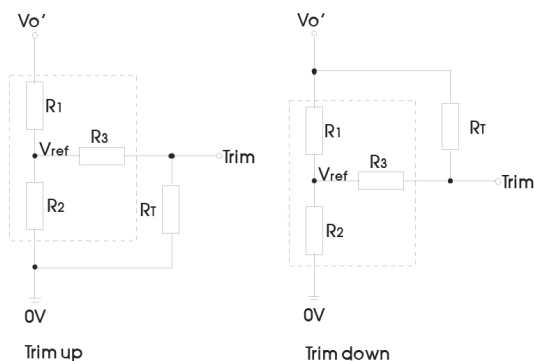 Vo'
R1
Vref
R3
Trim
R2
RT
0V
Trim up
Vo'
R1
RT
Vref
R3
Trim
R2
0V
Trim down